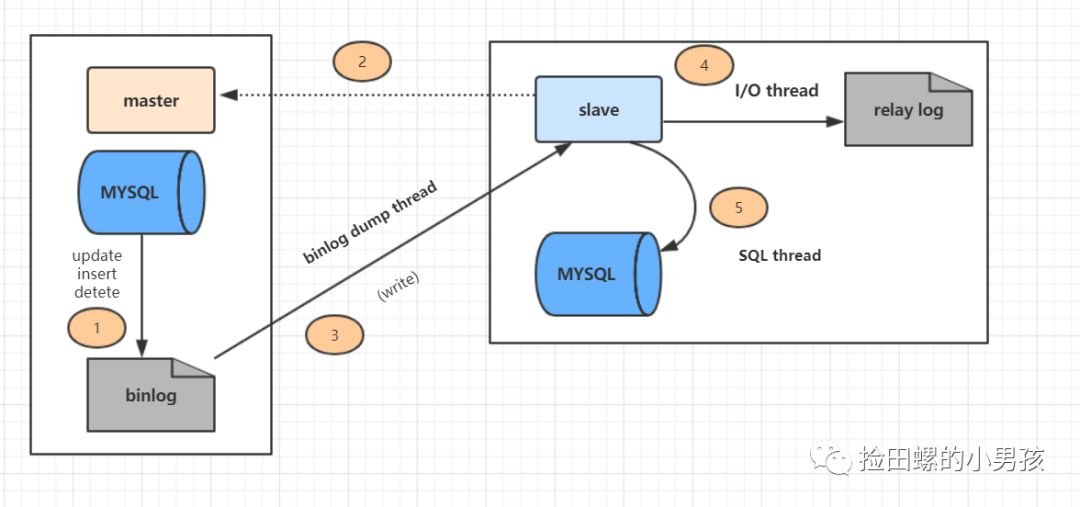 2
4
master
slave
I/O thread
relay log
MYSQL
binlog dump thread
5
update
insert
detete
SQL thread
MYSQL
(write)
1
3
binlog
捡田螺的小男孩